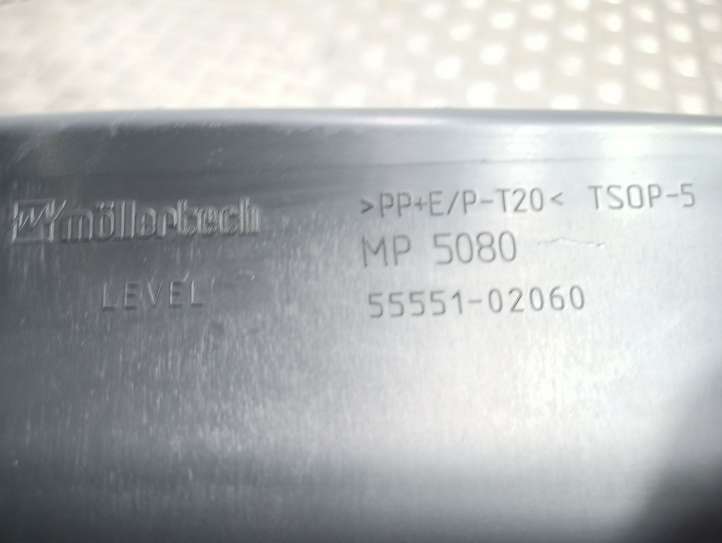 möllertech
LEVEL
>PP+E/P-T20< TSOP-5
MP 5080
55551-02060